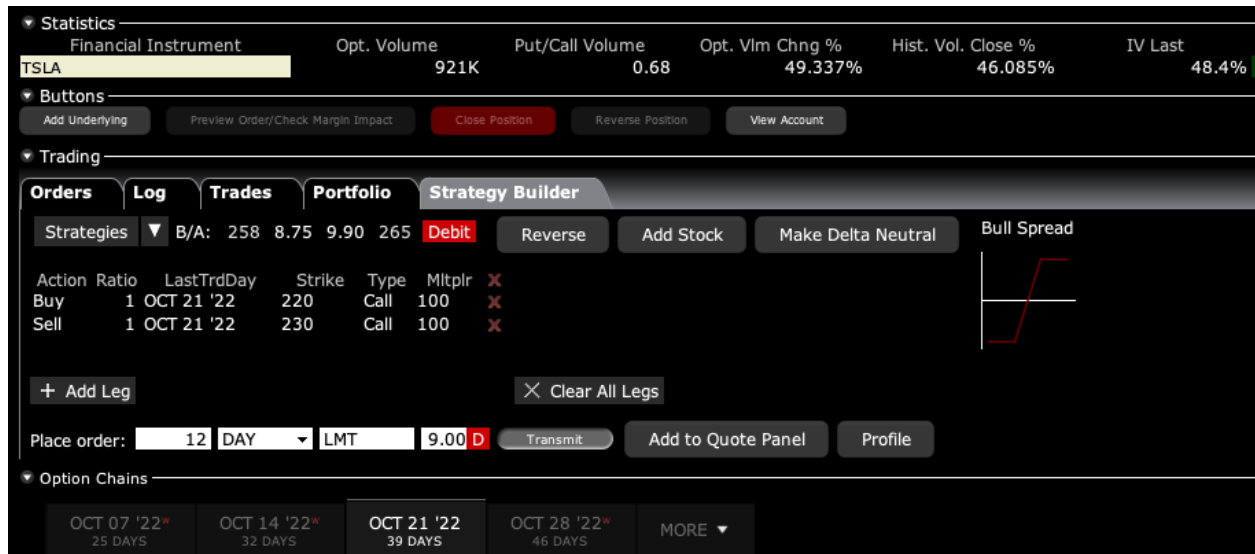 Statistics
Financial Instrument Opt. Volume Put/Call Volume Opt. Vlm Chng % Hist. Vol. Close % IV Last
TSLA 921K 0.68 49.337% 46.085% 48.4%
Buttons
Add Underlying Preview Order/Check Margin Impact Close Position Reverse Position View Account
Trading
Orders Log Trades Portfolio Strategy Builder
Strategies ▼ B/A: 258 8.75 9.90 265 Debit Reverse Add Stock Make Delta Neutral Bull Spread
Action Ratio LastTrdDay Strike Type Mltplr X
Buy 1 OCT 21 '22 220 Call 100 X
Sell 1 OCT 21 '22 230 Call 100 X
+ Add Leg X Clear All Legs
Place order: 12 DAY LMT 9.00 D Transmit Add to Quote Panel Profile
Option Chains
OCT 07 '22W OCT 14 '22W OCT 21 '22 OCT 28 '22W MORE ▼
25 DAYS 32 DAYS 39 DAYS 46 DAYS